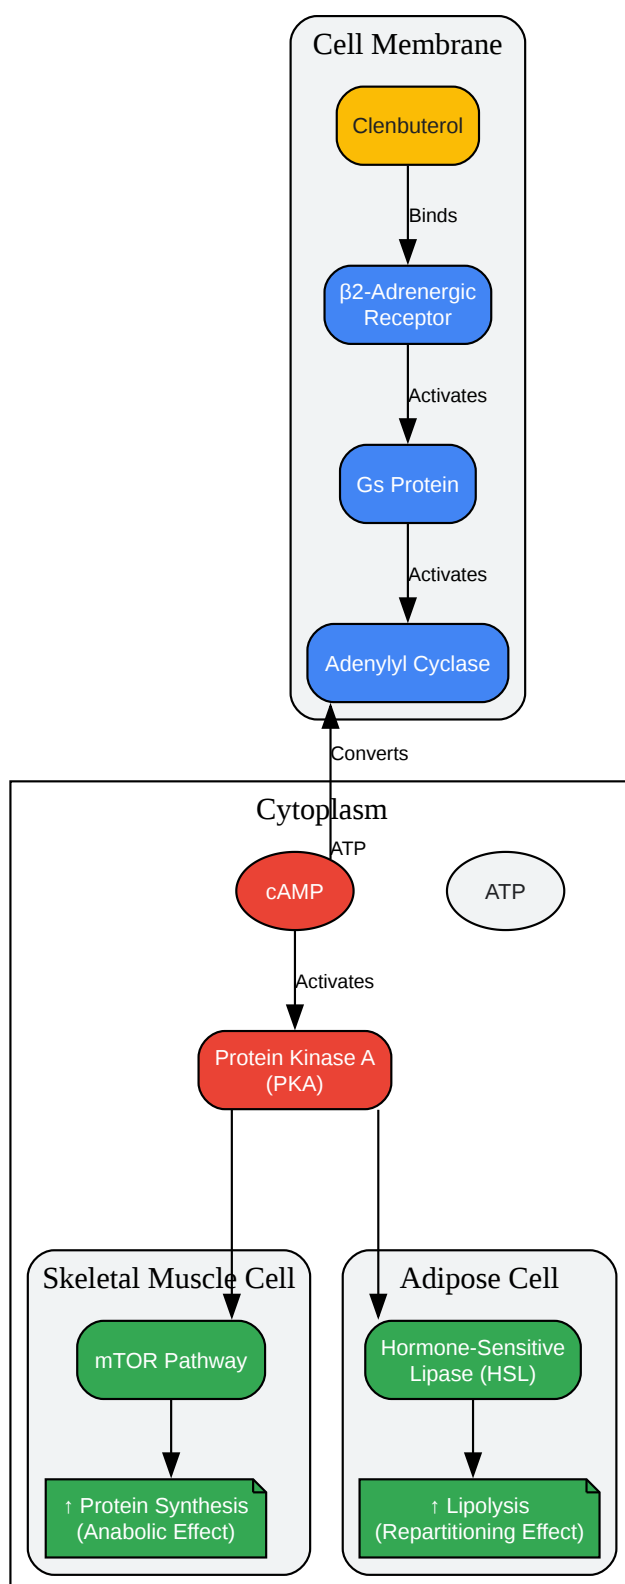 Cell Membrane
Clenbuterol
Binds
β2-Adrenergic
Receptor
Activates
Gs Protein
Activates
Adenylyl Cyclase
Converts
Cytoplasm
ATP
cAMP
ATP
Activates
Protein Kinase A
(PKA)
Skeletal Muscle Cell
Adipose Cell
mTOR Pathway
Hormone-Sensitive
Lipase (HSL)
↑ Protein Synthesis
(Anabolic Effect)
↑ Lipolysis
(Repartitioning Effect)